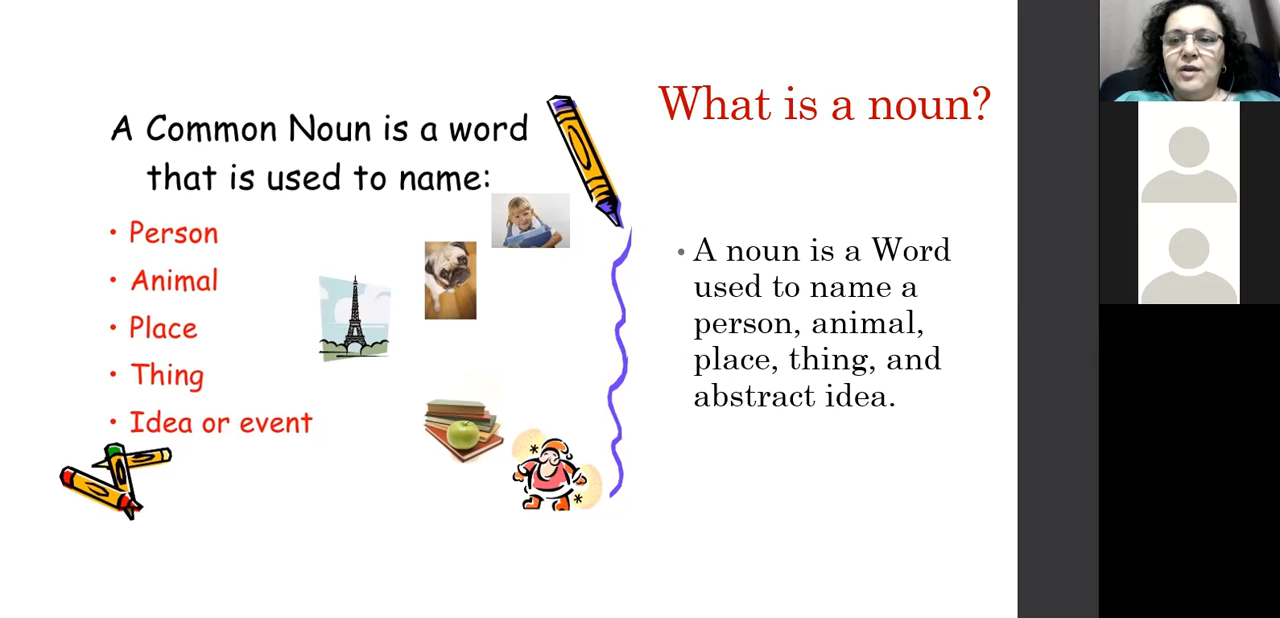 A Common Noun is a word
that is used to name:
• Person
• Animal
• Place
• Thing
• Idea or event
What is a noun?
• A noun is a Word
used to name a
person, animal,
place, thing, and
abstract idea.